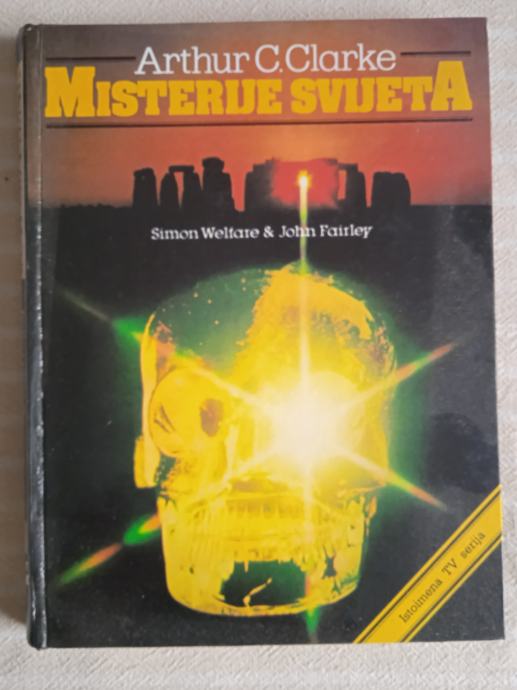 Arthur C. Clarke
MISTERIJE SVIJETA
Simon Welfare & John Fairley
Istoimena TV serija